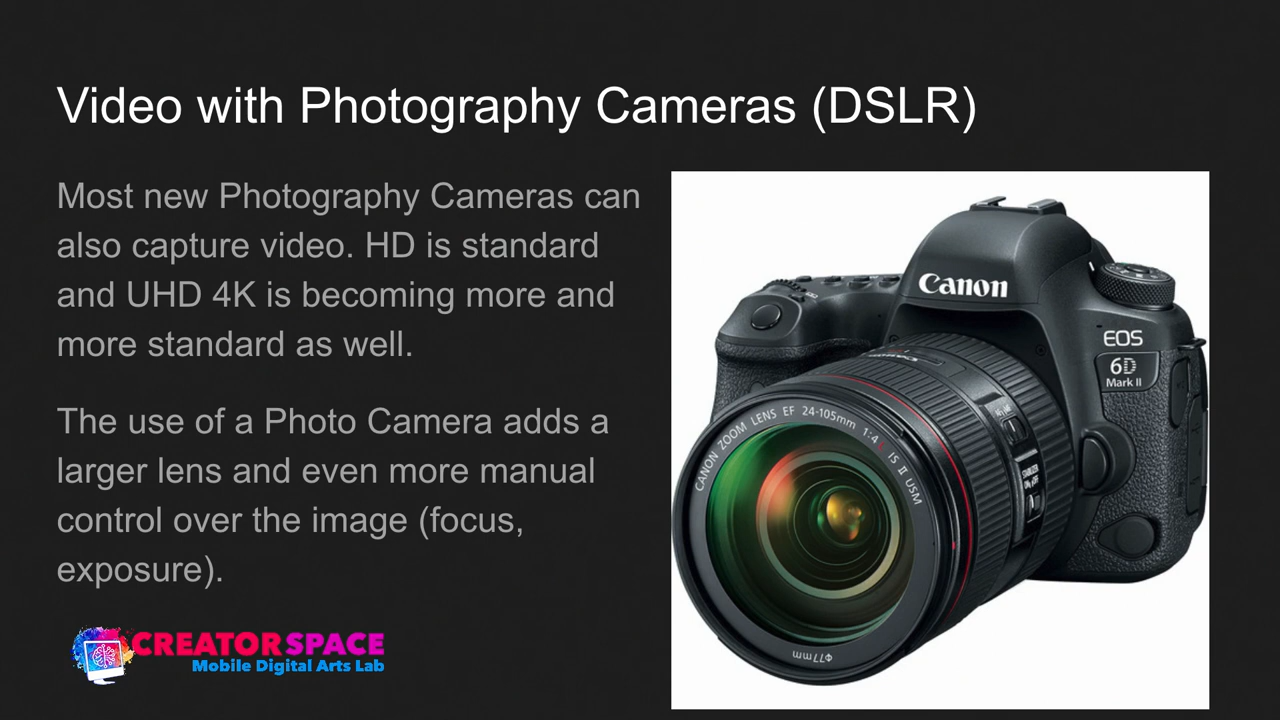 Video with Photography Cameras (DSLR)
Most new Photography Cameras can
also capture video. HD is standard
and UHD 4K is becoming more and
more standard as well.
The use of a Photo Camera adds a
larger lens and even more manual
control over the image (focus,
exposure).
CREATORSPACE
Mobile Digital Arts Lab
Canon
EOS
6D
Mark II
Canon
CANON ZOOM LENS EF 24-105mm 1:4 L IS II USM
Φ77mm